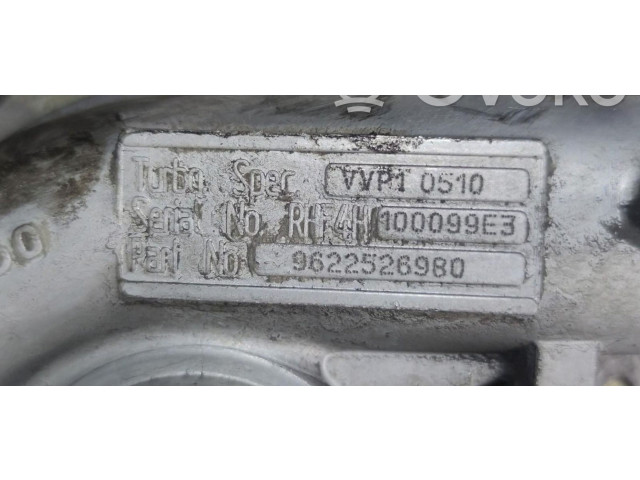 Turbo Spec VVP1 0510
Serial No RHF4H 100099E3
Part No 9622526980